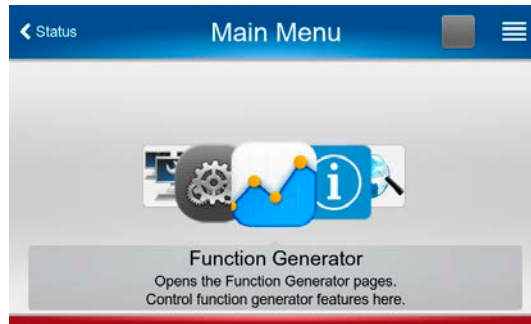 Status
Main Menu
Function Generator
Opens the Function Generator pages.
Control function generator features here.